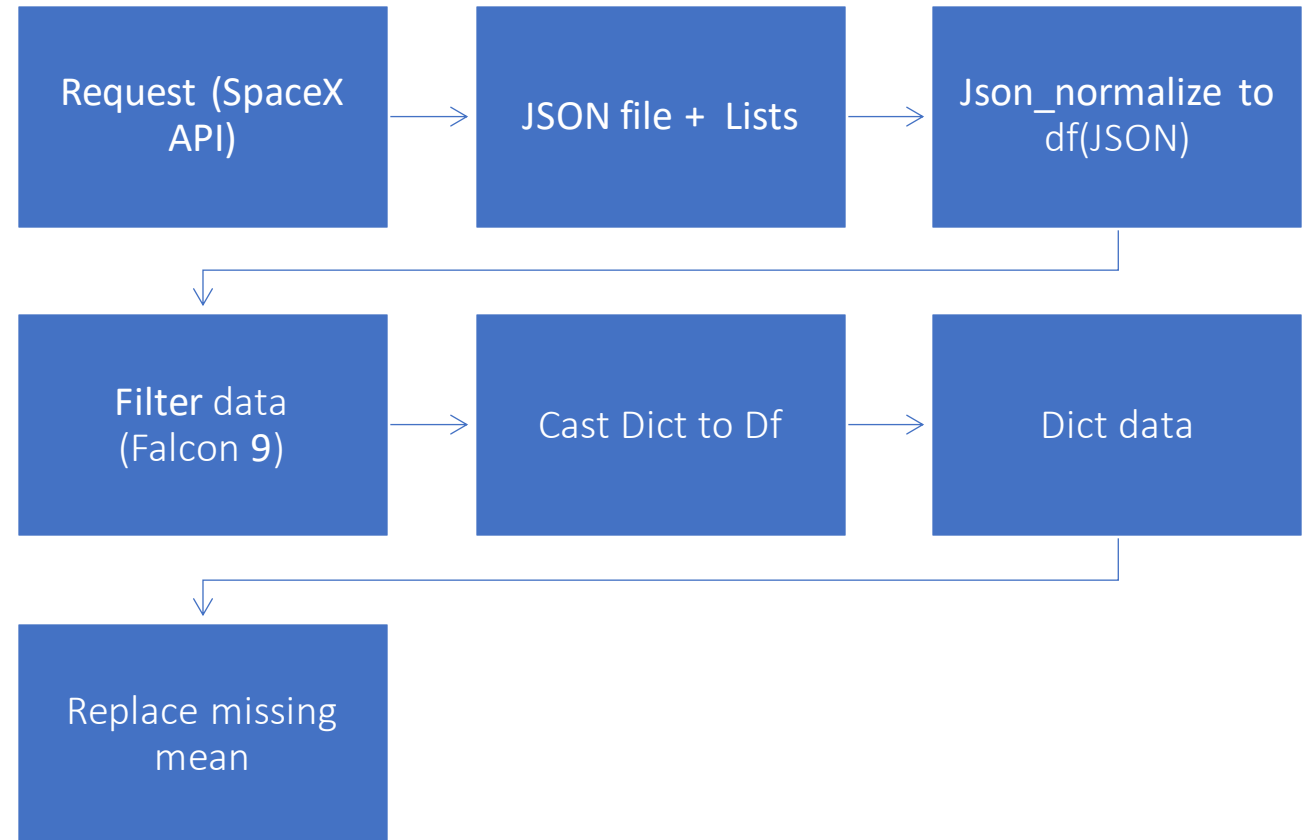 Request (SpaceX
API)
JSON file + Lists
Json_normalize to
df(JSON)
Filter data
(Falcon 9)
Cast Dict to Df
Dict data
Replace missing
mean